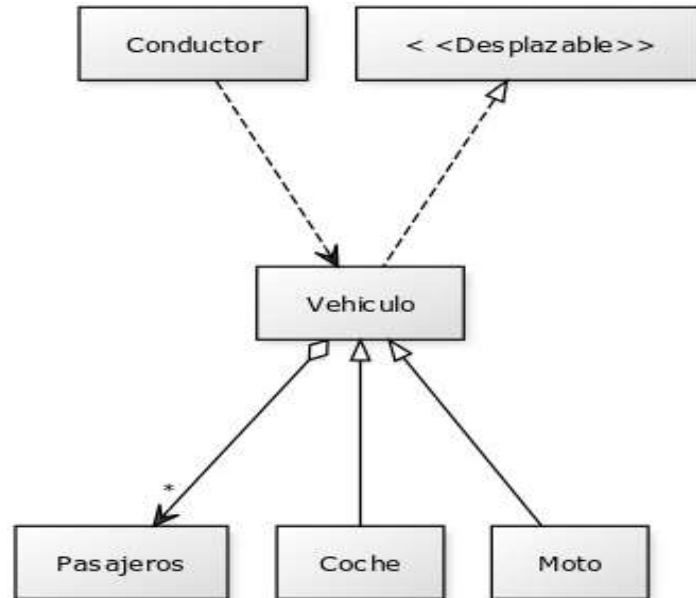 Conductor
< <Desplazable>>
Vehiculo
*
Pasajeros
Coche
Moto